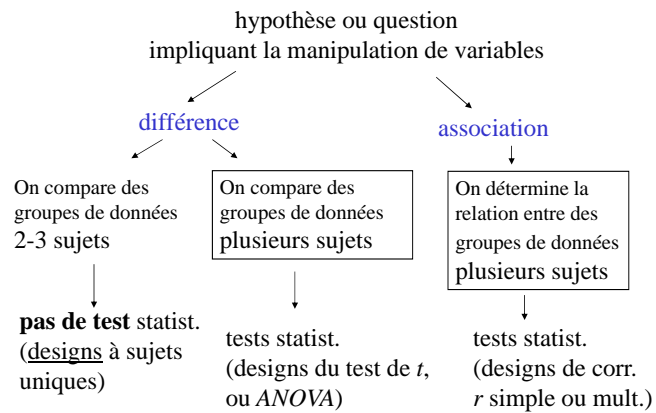 hypothèse ou question
impliquant la manipulation de variables
différence
association
On compare des
groupes de données
2-3 sujets
On compare des
groupes de données
plusieurs sujets
On détermine la
relation entre des
groupes de données
plusieurs sujets
pas de test statist.
(designs à sujets
uniques)
tests statist.
(designs du test de t,
ou ANOVA)
tests statist.
(designs de corr.
r simple ou mult.)